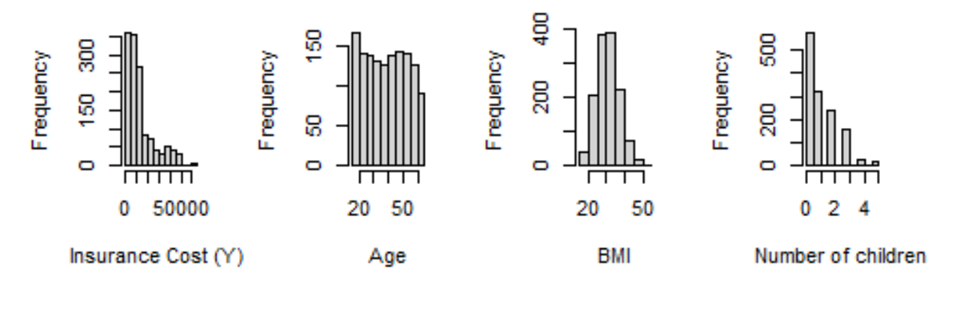 Frequency
0 150 300
0 50000
Insurance Cost (Y)
Frequency
0 50 150
20 50
Age
Frequency
0 200 400
20 50
BMI
Frequency
0 200 500
0 2 4
Number of children